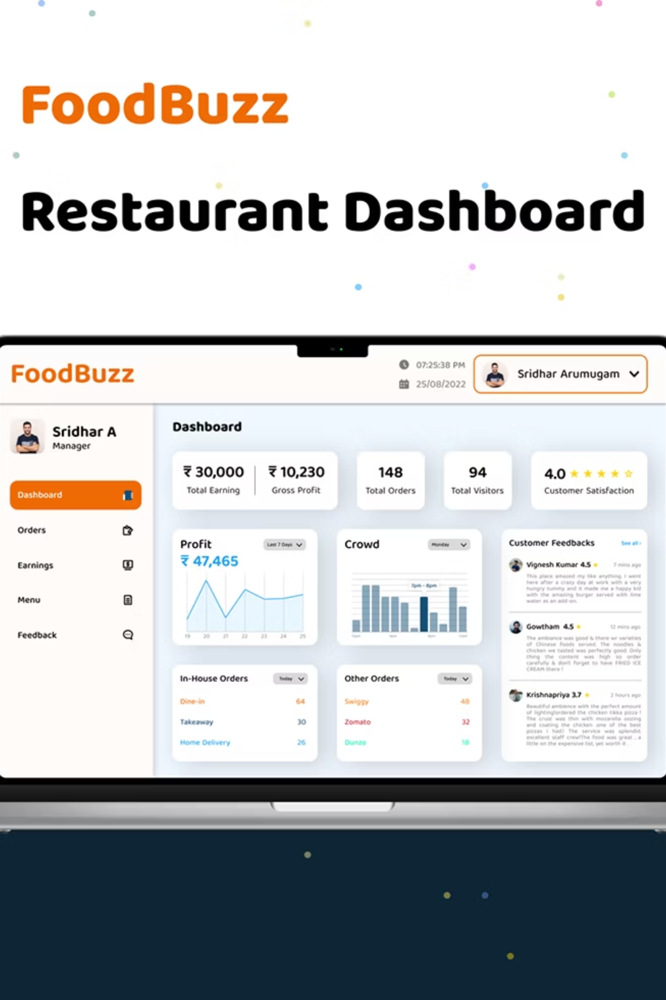 FoodBuzz
Restaurant Dashboard
FoodBuzz
07:25:38 PM
25/08/2022
Sridhar Arumugam
Sridhar A
Manager
Dashboard
Orders
Earnings
Menu
Feedback
Dashboard
₹ 30,000
Total Earning
₹ 10,230
Gross Profit
148
Total Orders
94
Total Visitors
4.0
Customer Satisfaction
Profit
Last 7 Days
₹ 47,465
19 20 21 22 23 24 25
Crowd
Monday
7pm - 8pm
In-House Orders
Today
Dine-in 64
Takeaway 30
Home Delivery 26
Other Orders
Today
Swiggy 48
Zomato 32
Dunzo 18
Customer Feedbacks
See all ›
Vignesh Kumar 4.5
7 mins ago
This place amazed my like anything. I went
here after a crazy day at work with a very
hungry tummy and it made me a happy kid
with the amazing burger served with lime
water as an add-on.
Gowtham 4.5
12 mins ago
The ambiance was good & there wr varieties
of Chinese foods served. The noodles &
chicken we tasted was perfectly good. Only
thing the content was high so order
carefully & don't forget to have FRIED ICE
CREAM there !
Krishnapriya 3.7
2 hours ago
Beautiful ambience with the perfect amount
of lighting!ordered the chicken tikka pizza !
The crust was thin with mozarella oozing
and coating the chicken .one of the best
pizzas i had! The service was splendid,
excellent staff crew!The food was great , a
little on the expensive list, yet worth it .